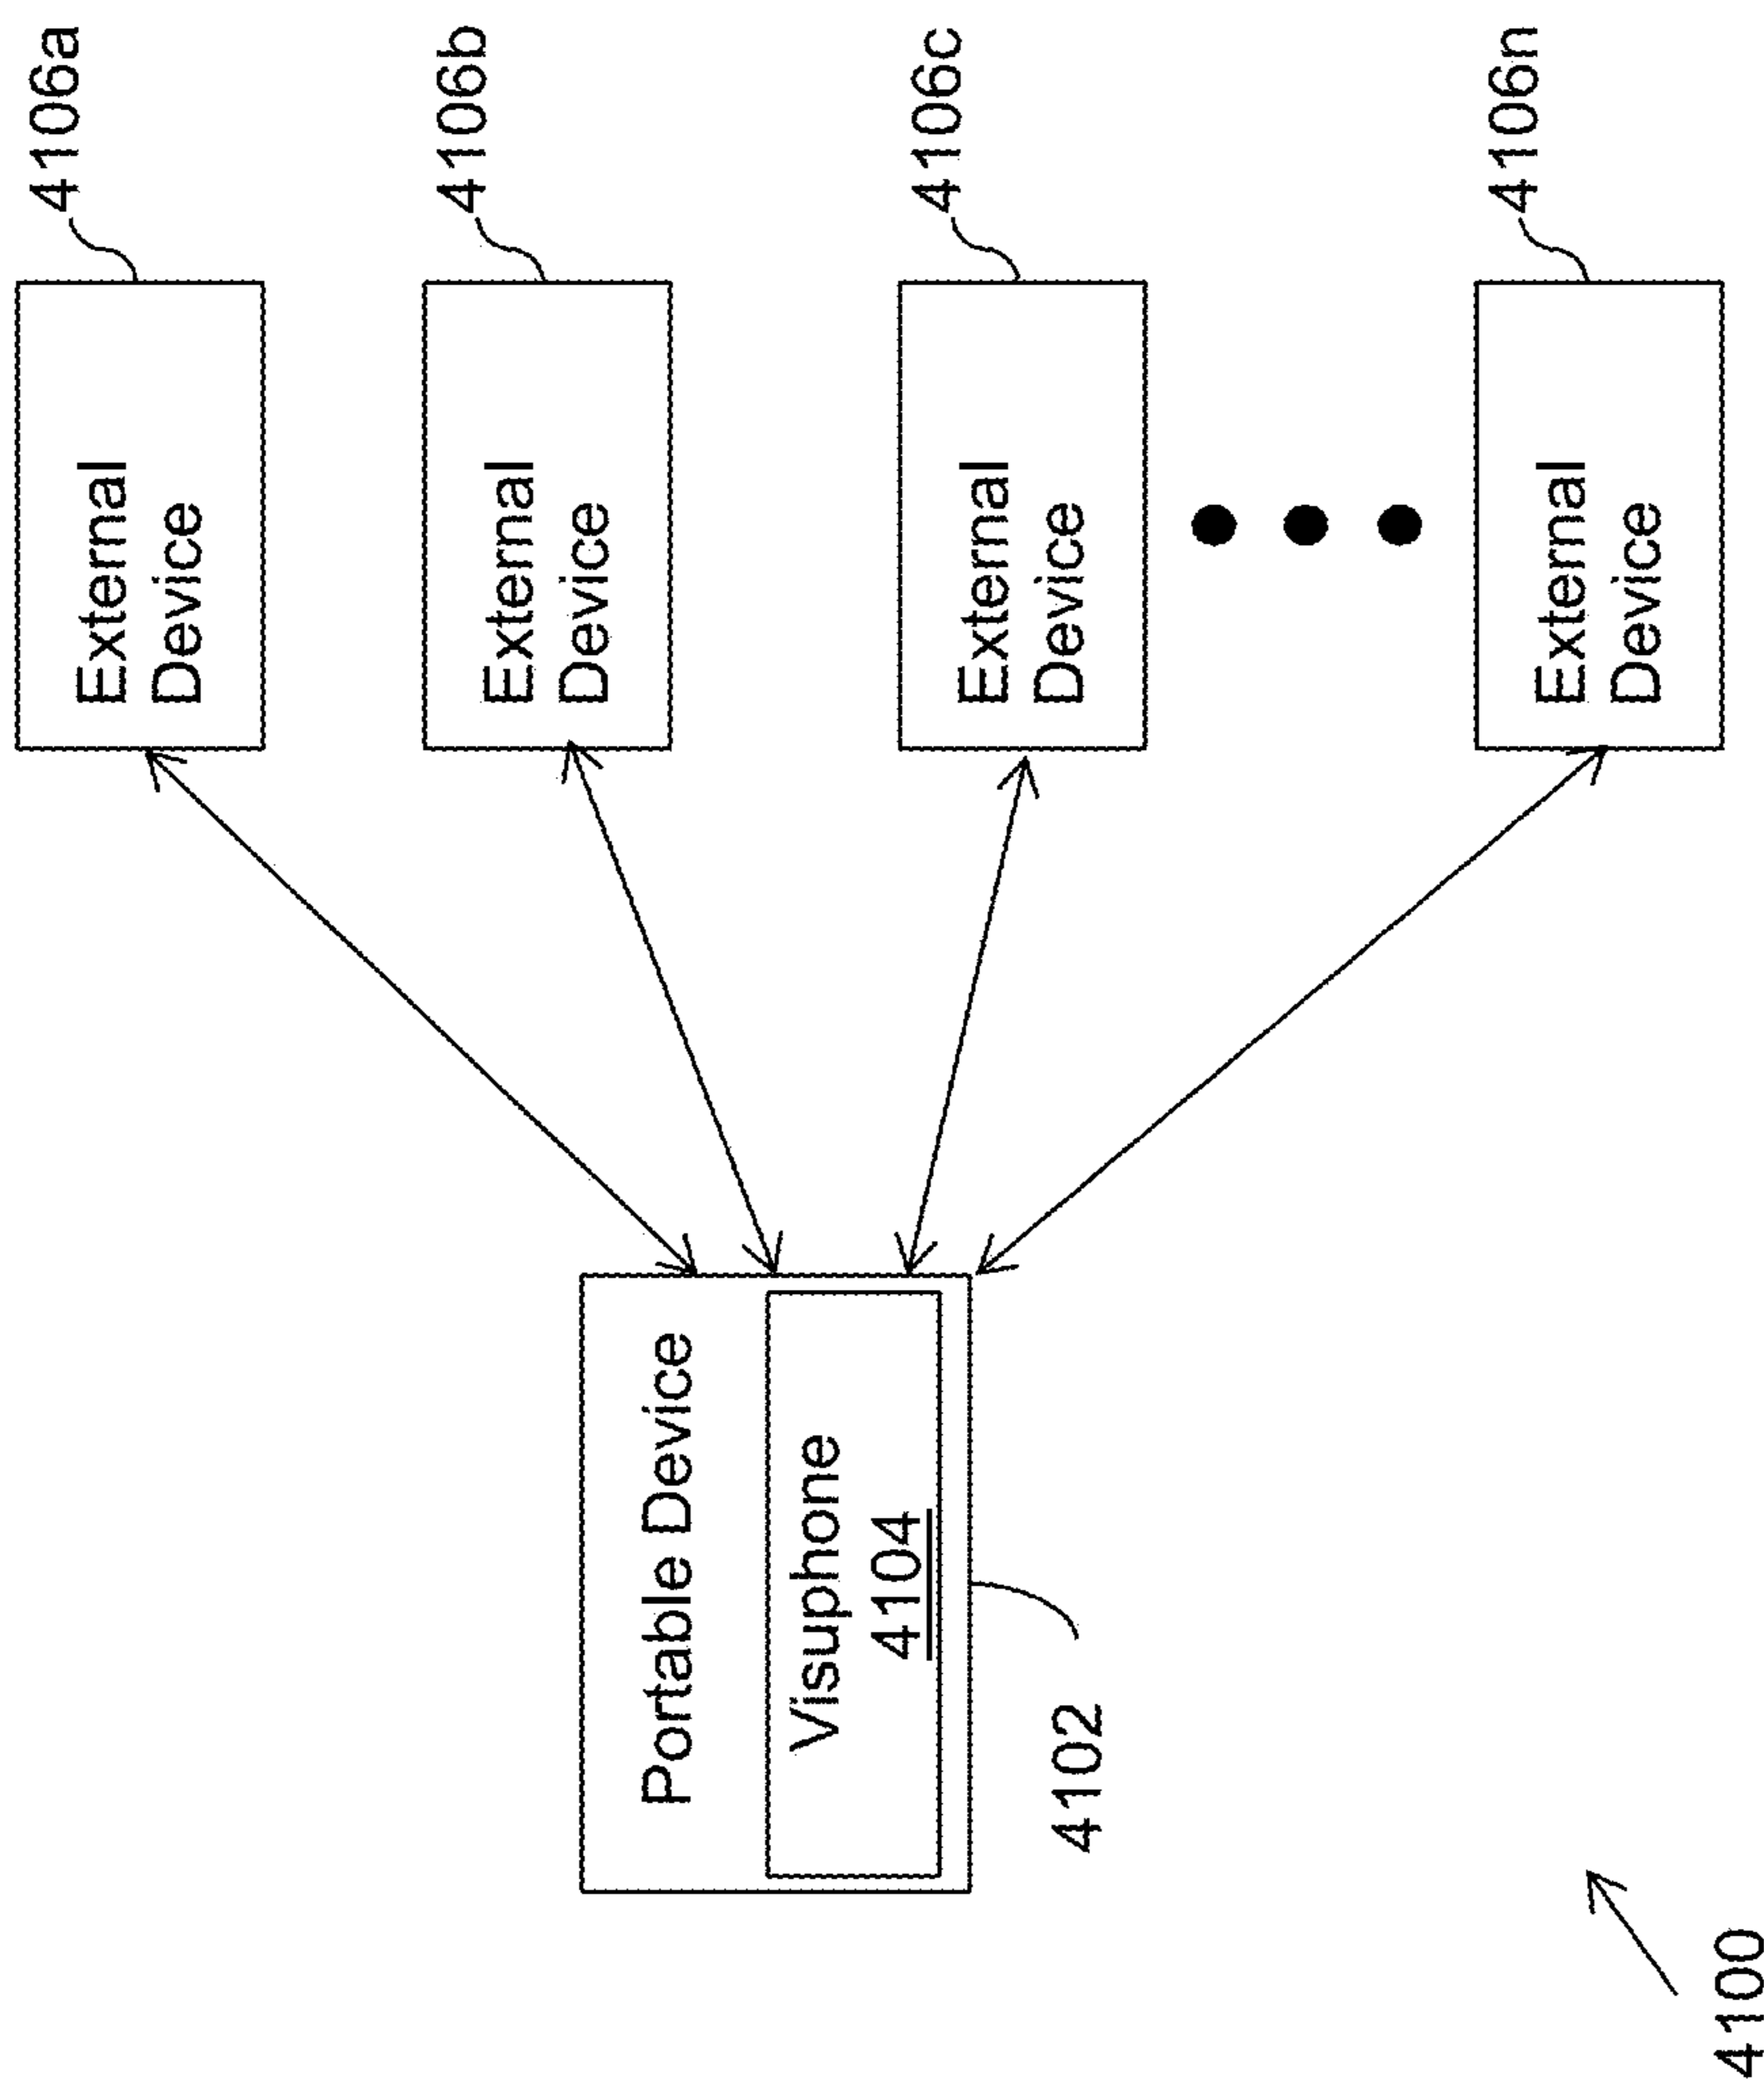 4106a
External
Device
4106b
External
Device
4106c
External
Device
4106n
External
Device
Portable Device
Visuphone
4104
4102
4100